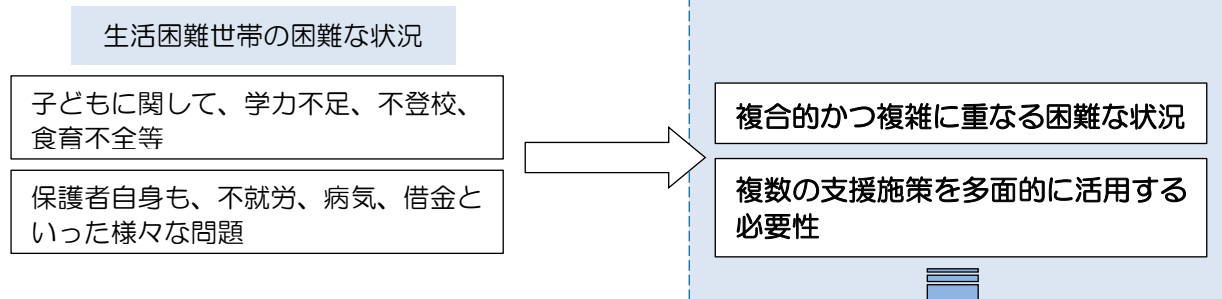 生活困難世帯の困難な状況
子どもに関して、学力不足、不登校、
食育不全等
保護者自身も、不就労、病気、借金と
いった様々な問題
複合的かつ複雑に重なる困難な状況
複数の支援施策を多面的に活用する
必要性